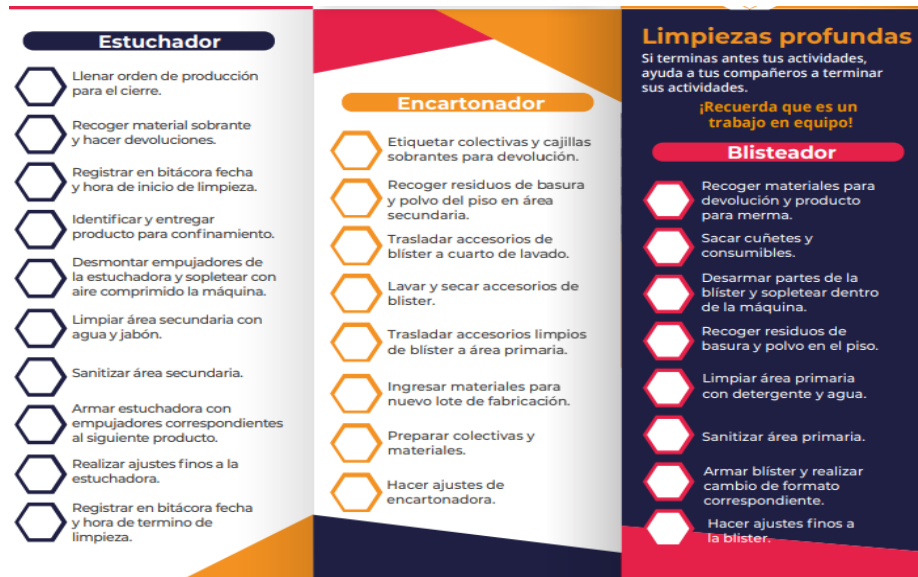 Estuchador
Llenar orden de producción
para el cierre.
Recoger material sobrante
y hacer devoluciones.
Registrar en bitácora fecha
y hora de inicio de limpieza.
Identificar y entregar
producto para confinamiento.
Desmontar empujadores de
la estuchadora y sopletear con
aire comprimido la máquina.
Limpiar área secundaria con
agua y jabón.
Sanitizar área secundaria.
Armar estuchadora con
empujadores correspondientes
al siguiente producto.
Realizar ajustes finos a la
estuchadora.
Registrar en bitácora fecha
y hora de termino de
limpieza.
Encartonador
Etiquetar colectivas y cajillas
sobrantes para devolución.
Recoger residuos de basura
y polvo del piso en área
secundaria.
Trasladar accesorios de
blíster a cuarto de lavado.
Lavar y secar accesorios de
blister.
Trasladar accesorios limpios
de blíster a área primaria.
Ingresar materiales para
nuevo lote de fabricación.
Preparar colectivas y
materiales.
Hacer ajustes de
encartonadora.
Limpiezas profundas
Si terminas antes tus actividades,
ayuda a tus compañeros a terminar
sus actividades.
¡Recuerda que es un
trabajo en equipo!
Blisteador
Recoger materiales para
devolución y producto
para merma.
Sacar cuñetes y
consumibles.
Desarmar partes de la
blíster y sopletear dentro
de la máquina.
Recoger residuos de
basura y polvo en el piso.
Limpiar área primaria
con detergente y agua.
Sanitizar área primaria.
Armar blíster y realizar
cambio de formato
correspondiente.
Hacer ajustes finos a
la blister.